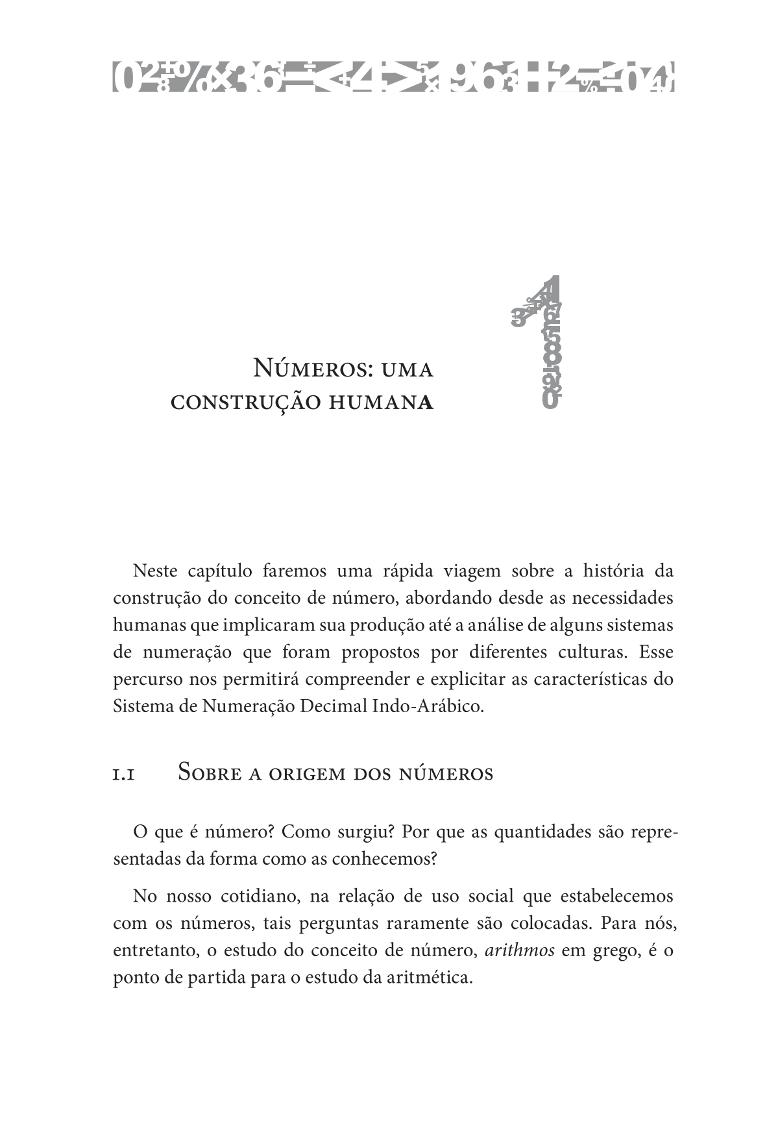 Números: uma
construção humana
1
Neste capítulo faremos uma rápida viagem sobre a história da
construção do conceito de número, abordando desde as necessidades
humanas que implicaram sua produção até a análise de alguns sistemas
de numeração que foram propostos por diferentes culturas. Esse
percurso nos permitirá compreender e explicitar as características do
Sistema de Numeração Decimal Indo-Arábico.
1.1 Sobre a origem dos números
O que é número? Como surgiu? Por que as quantidades são repre-
sentadas da forma como as conhecemos?
No nosso cotidiano, na relação de uso social que estabelecemos
com os números, tais perguntas raramente são colocadas. Para nós,
entretanto, o estudo do conceito de número, arithmos em grego, é o
ponto de partida para o estudo da aritmética.